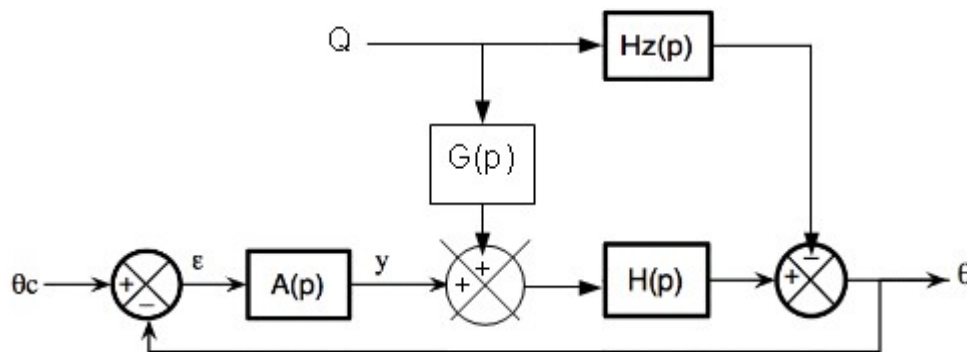 Q
Hz(p)
G(p)
+
+
θc
+
−
ε
A(p)
y
H(p)
+
−
θ